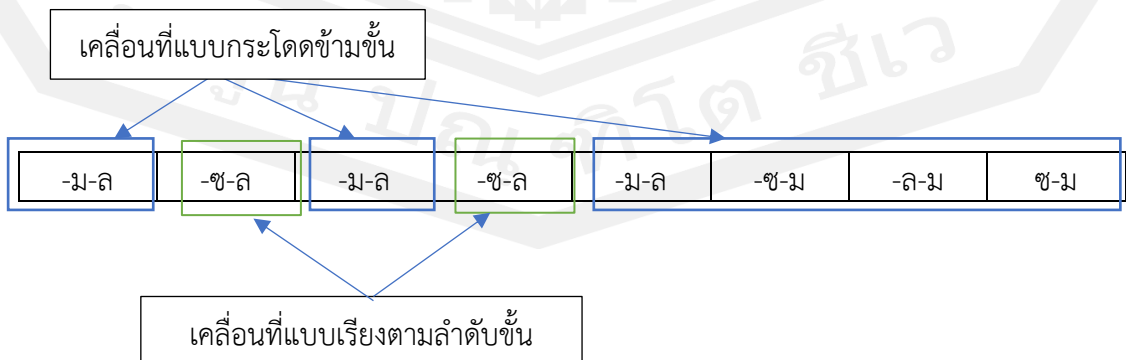 เคลื่อนที่แบบกระโดดข้ามขั้น
-ม-ล -ซ-ล -ม-ล -ซ-ล -ม-ล -ซ-ม -ล-ม ซ-ม
เคลื่อนที่แบบเรียงตามลำดับขั้น